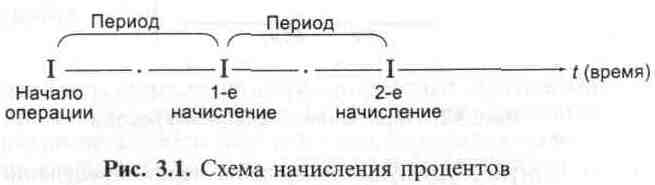 Период Период
I I I t (время)
Начало 1-е 2-е
операции начисление начисление
Рис. 3.1. Схема начисления процентов